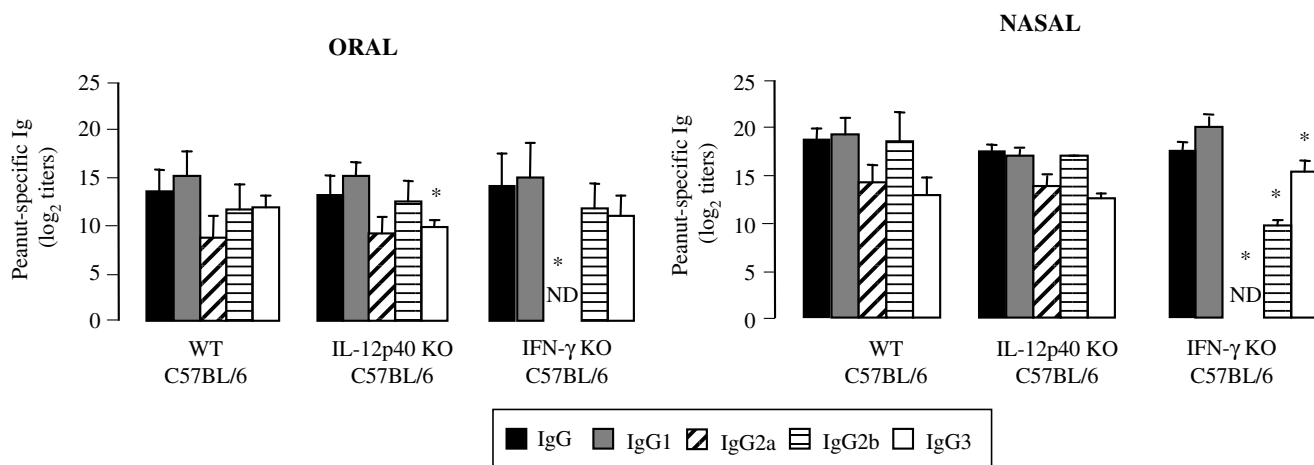 ORAL
Peanut-specific Ig
(log2 titers)
25
20
15
10
5
0
*
*
ND
WT
C57BL/6
IL-12p40 KO
C57BL/6
IFN-γ KO
C57BL/6
NASAL
Peanut-specific Ig
(log2 titers)
25
20
15
10
5
0
*
*
*
ND
WT
C57BL/6
IL-12p40 KO
C57BL/6
IFN-γ KO
C57BL/6
IgG IgG1 IgG2a IgG2b IgG3